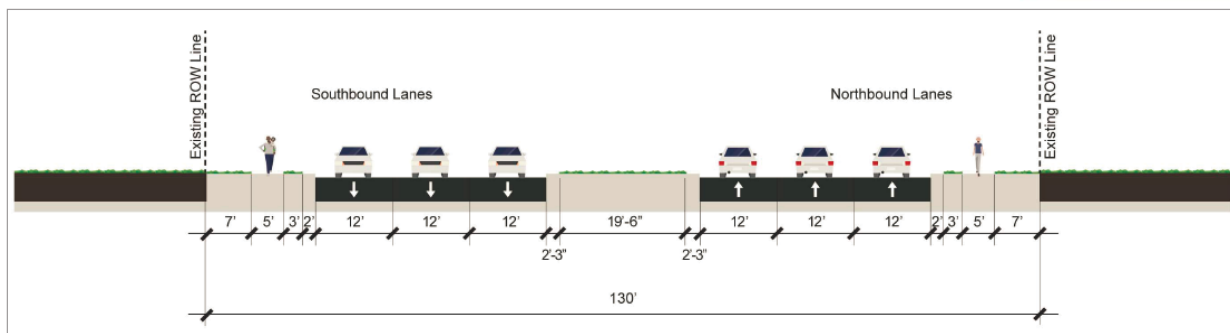 Existing ROW Line
Southbound Lanes
Northbound Lanes
Existing ROW Line
7’ 5’ 3’ 2’ 12’ 12’ 12’ 19’-6” 12’ 12’ 12’ 2’ 3’ 5’ 7’
2’-3” 2’-3”
130’